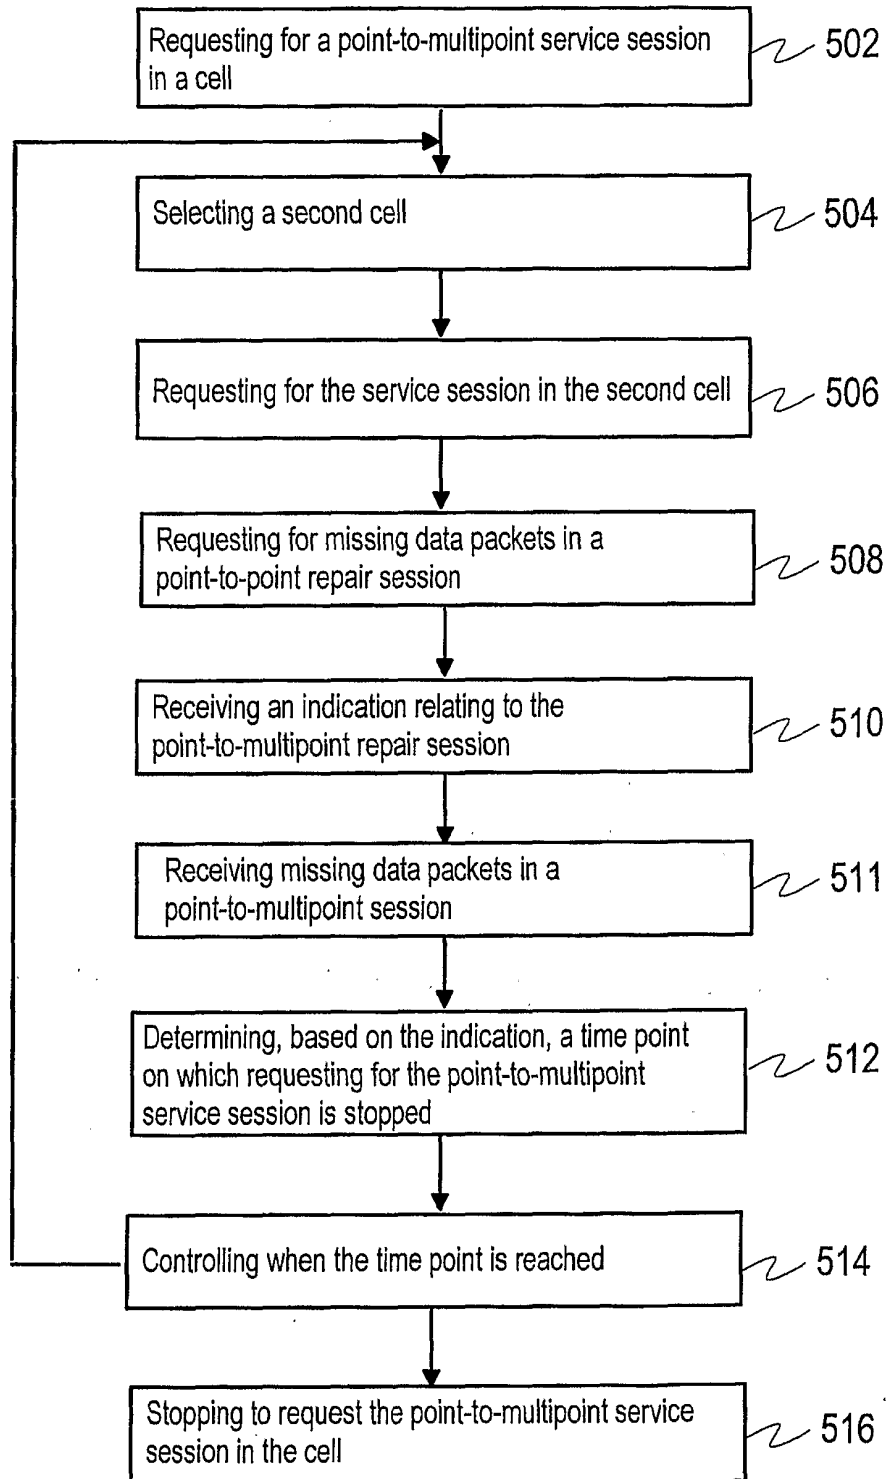 Requesting for a point-to-multipoint service session
in a cell
502
Selecting a second cell
504
Requesting for the service session in the second cell
506
Requesting for missing data packets in a
point-to-point repair session
508
Receiving an indication relating to the
point-to-multipoint repair session
510
Receiving missing data packets in a
point-to-multipoint session
511
Determining, based on the indication, a time point
on which requesting for the point-to-multipoint
service session is stopped
512
Controlling when the time point is reached
514
Stopping to request the point-to-multipoint service
session in the cell
516